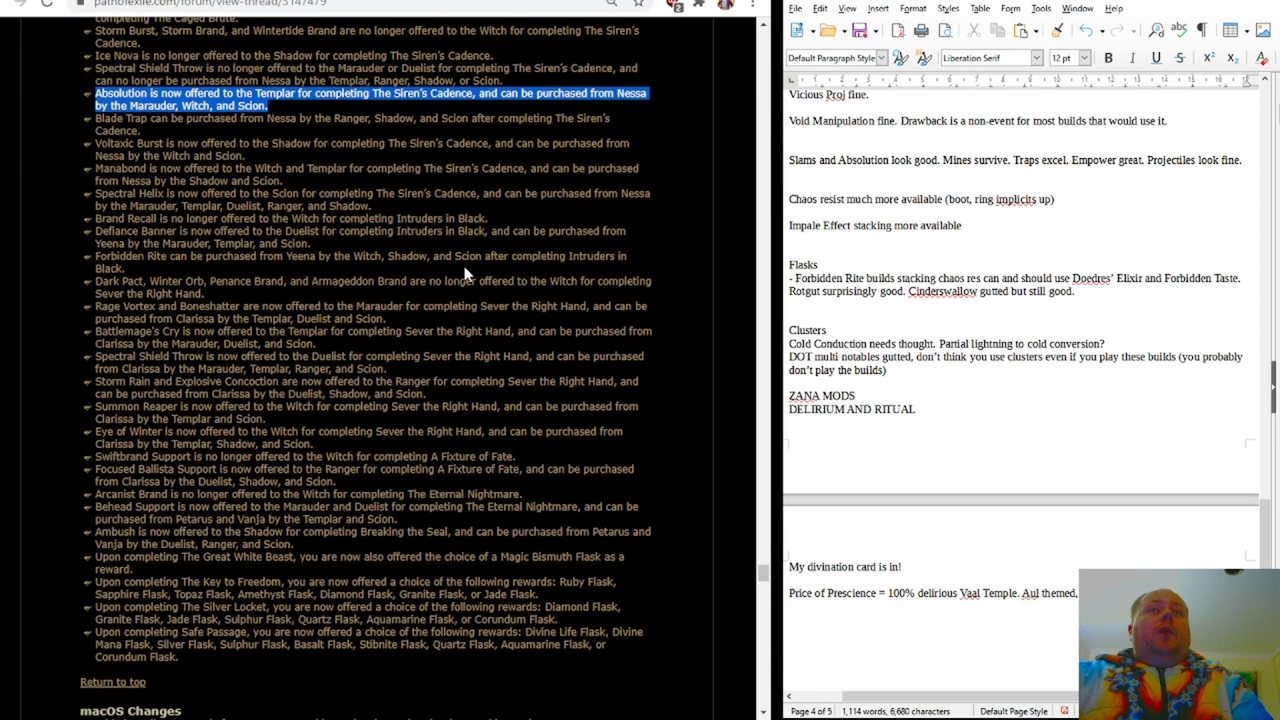 pathofexile.com/forum/view-thread/3147479
completing The Caged Brute.
Storm Burst, Storm Brand, and Wintertide Brand are no longer offered to the Witch for completing The Siren's
Cadence.
Ice Nova is no longer offered to the Shadow for completing The Siren's Cadence.
Spectral Shield Throw is no longer offered to the Marauder or Duelist for completing The Siren's Cadence, and
can no longer be purchased from Nessa by the Templar, Ranger, Shadow, or Scion.
Absolution is now offered to the Templar for completing The Siren's Cadence, and can be purchased from Nessa
by the Marauder, Witch, and Scion.
Blade Trap can be purchased from Nessa by the Ranger, Shadow, and Scion after completing The Siren's
Cadence.
Voltaxic Burst is now offered to the Shadow for completing The Siren's Cadence, and can be purchased from
Nessa by the Witch and Scion.
Manabond is now offered to the Witch and Templar for completing The Siren's Cadence, and can be purchased
from Nessa by the Shadow and Scion.
Spectral Helix is now offered to the Scion for completing The Siren's Cadence, and can be purchased from Nessa
by the Marauder, Templar, Duelist, Ranger, and Shadow.
Brand Recall is no longer offered to the Witch for completing Intruders in Black.
Defiance Banner is now offered to the Duelist for completing Intruders in Black, and can be purchased from
Yeena by the Marauder, Templar, and Scion.
Forbidden Rite can be purchased from Yeena by the Witch, Shadow, and Scion after completing Intruders in
Black.
Dark Pact, Winter Orb, Penance Brand, and Armageddon Brand are no longer offered to the Witch for completing
Sever the Right Hand.
Rage Vortex and Boneshatter are now offered to the Marauder for completing Sever the Right Hand, and can be
purchased from Clarissa by the Templar, Duelist and Scion.
Battlemage's Cry is now offered to the Templar for completing Sever the Right Hand, and can be purchased from
Clarissa by the Marauder, Duelist, and Scion.
Spectral Shield Throw is now offered to the Duelist for completing Sever the Right Hand, and can be purchased
from Clarissa by the Marauder, Templar, Ranger, and Scion.
Storm Rain and Explosive Concoction are now offered to the Ranger for completing Sever the Right Hand, and
can be purchased from Clarissa by the Duelist, Shadow, and Scion.
Summon Reaper is now offered to the Witch for completing Sever the Right Hand, and can be purchased from
Clarissa by the Templar and Scion.
Eye of Winter is now offered to the Witch for completing Sever the Right Hand, and can be purchased from
Clarissa by the Templar, Shadow, and Scion.
Swiftbrand Support is no longer offered to the Witch for completing A Fixture of Fate.
Focused Ballista Support is now offered to the Ranger for completing A Fixture of Fate, and can be purchased
from Clarissa by the Duelist, Shadow, and Scion.
Arcanist Brand is no longer offered to the Witch for completing The Eternal Nightmare.
Behead Support is now offered to the Marauder and Duelist for completing The Eternal Nightmare, and can be
purchased from Petarus and Vanja by the Templar and Scion.
Ambush is now offered to the Shadow for completing Breaking the Seal, and can be purchased from Petarus and
Vanja by the Duelist, Ranger, and Scion.
Upon completing The Great White Beast, you are now also offered the choice of a Magic Bismuth Flask as a
reward.
Upon completing The Key to Freedom, you are now offered a choice of the following rewards: Ruby Flask,
Sapphire Flask, Topaz Flask, Amethyst Flask, Diamond Flask, Granite Flask, or Jade Flask.
Upon completing The Silver Locket, you are now offered a choice of the following rewards: Diamond Flask,
Granite Flask, Jade Flask, Sulphur Flask, Quartz Flask, Aquamarine Flask, or Corundum Flask.
Upon completing Safe Passage, you are now offered a choice of the following rewards: Divine Life Flask, Divine
Mana Flask, Silver Flask, Sulphur Flask, Basalt Flask, Stibnite Flask, Quartz Flask, Aquamarine Flask, or
Corundum Flask.
Return to top
macOS Changes
File Edit View Insert Format Styles Table Form Tools Window Help
Default Paragraph Style Liberation Serif 12 pt
Vicious Proj fine.
Void Manipulation fine. Drawback is a non-event for most builds that would use it.
Slams and Absolution look good. Mines survive. Traps excel. Empower great. Projectiles look fine.
Chaos resist much more available (boot, ring implicits up)
Impale Effect stacking more available
Flasks
- Forbidden Rite builds stacking chaos res can and should use Doedres' Elixir and Forbidden Taste.
Rotgut surprisingly good. Cinderswallow gutted but still good.
Clusters
Cold Conduction needs thought. Partial lightning to cold conversion?
DOT multi notables gutted, don't think you use clusters even if you play these builds (you probably
don't play the builds)
ZANA MODS
DELIRIUM AND RITUAL
My divination card is in!
Price of Prescience = 100% delirious Vaal Temple. Aul themed,
Page 4 of 5 1,114 words, 6,680 characters Default Page Style